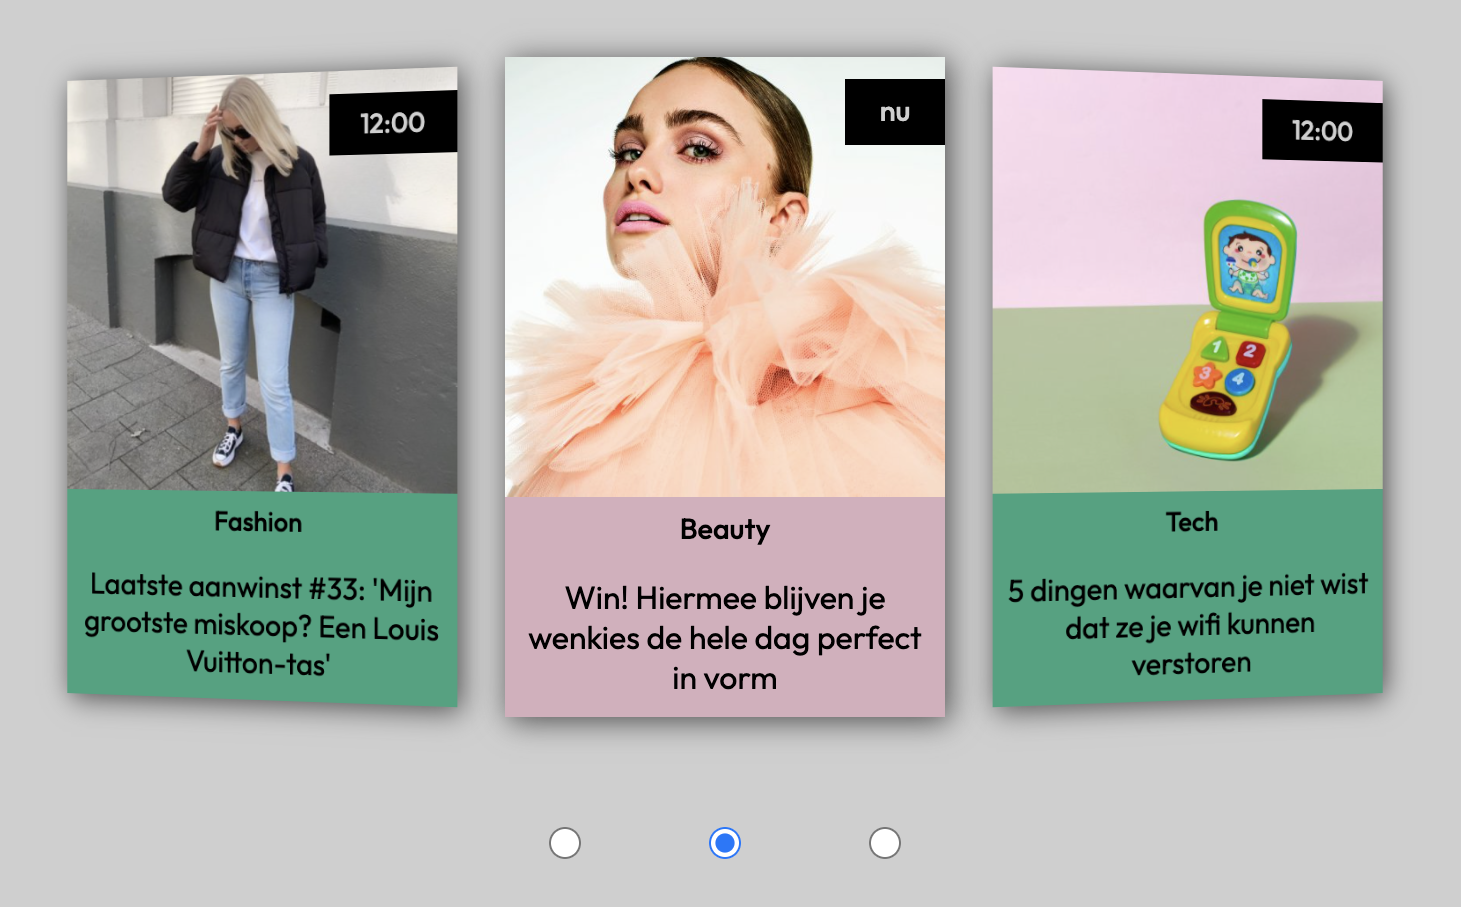 12:00
Fashion
Laatste aanwinst #33: 'Mijn
grootste miskoop? Een Louis
Vuitton-tas'
nu
Beauty
Win! Hiermee blijven je
wenkies de hele dag perfect
in vorm
12:00
1 2
3 4
Tech
5 dingen waarvan je niet wist
dat ze je wifi kunnen
verstoren